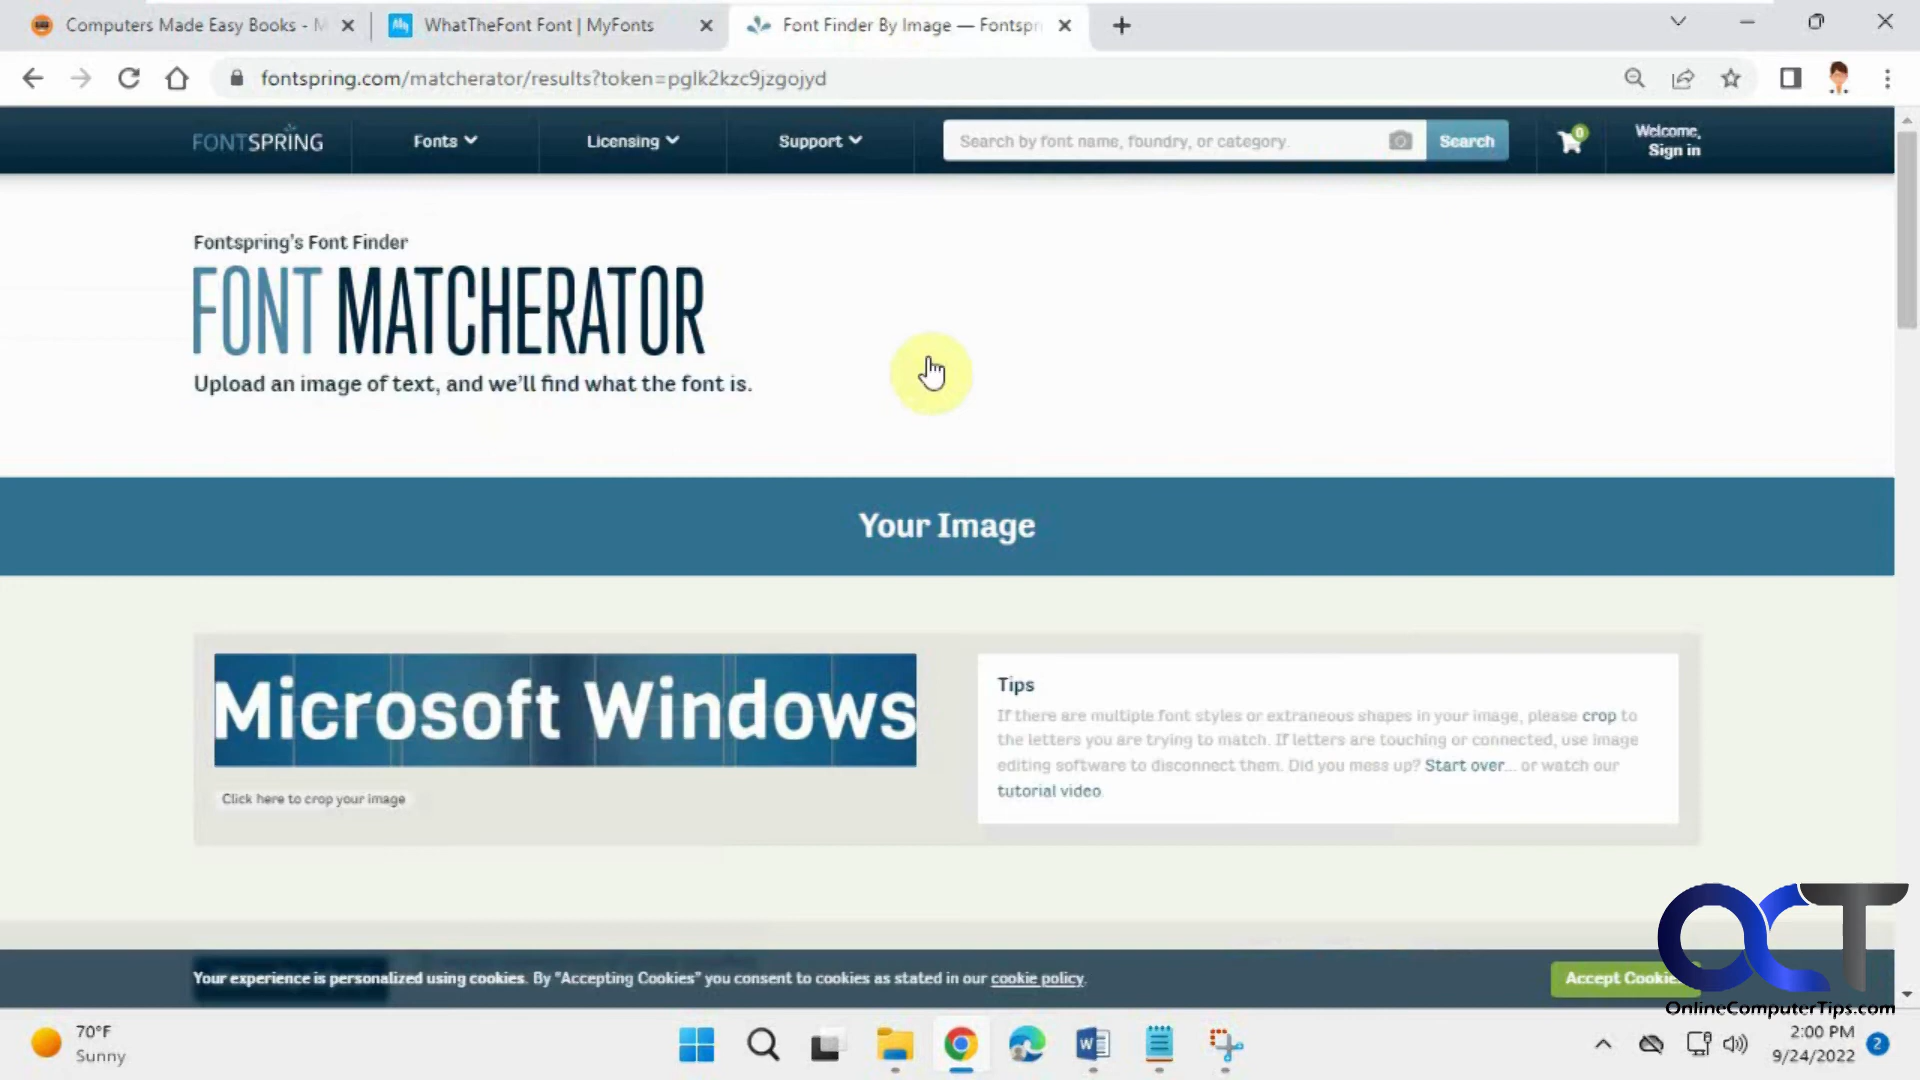 Computers Made Easy Books - M
WhatTheFont Font | MyFonts
Font Finder By Image — Fontspr
fontspring.com/matcherator/results?token=pglk2kzc9jzgojyd
FONTSPRING
Fonts
Licensing
Support
Search by font name, foundry, or category.
Search
0
Welcome,
Sign in
Fontspring's Font Finder
FONT MATCHERATOR
Upload an image of text, and we'll find what the font is.
Your Image
Microsoft Windows
Click here to crop your image
Tips
If there are multiple font styles or extraneous shapes in your image, please crop to
the letters you are trying to match. If letters are touching or connected, use image
editing software to disconnect them. Did you mess up? Start over... or watch our
tutorial video
Your experience is personalized using cookies. By "Accepting Cookies" you consent to cookies as stated in our cookie policy.
Accept Cookie
OCT
OnlineComputerTips.com
70°F
Sunny
2:00 PM
9/24/2022
2